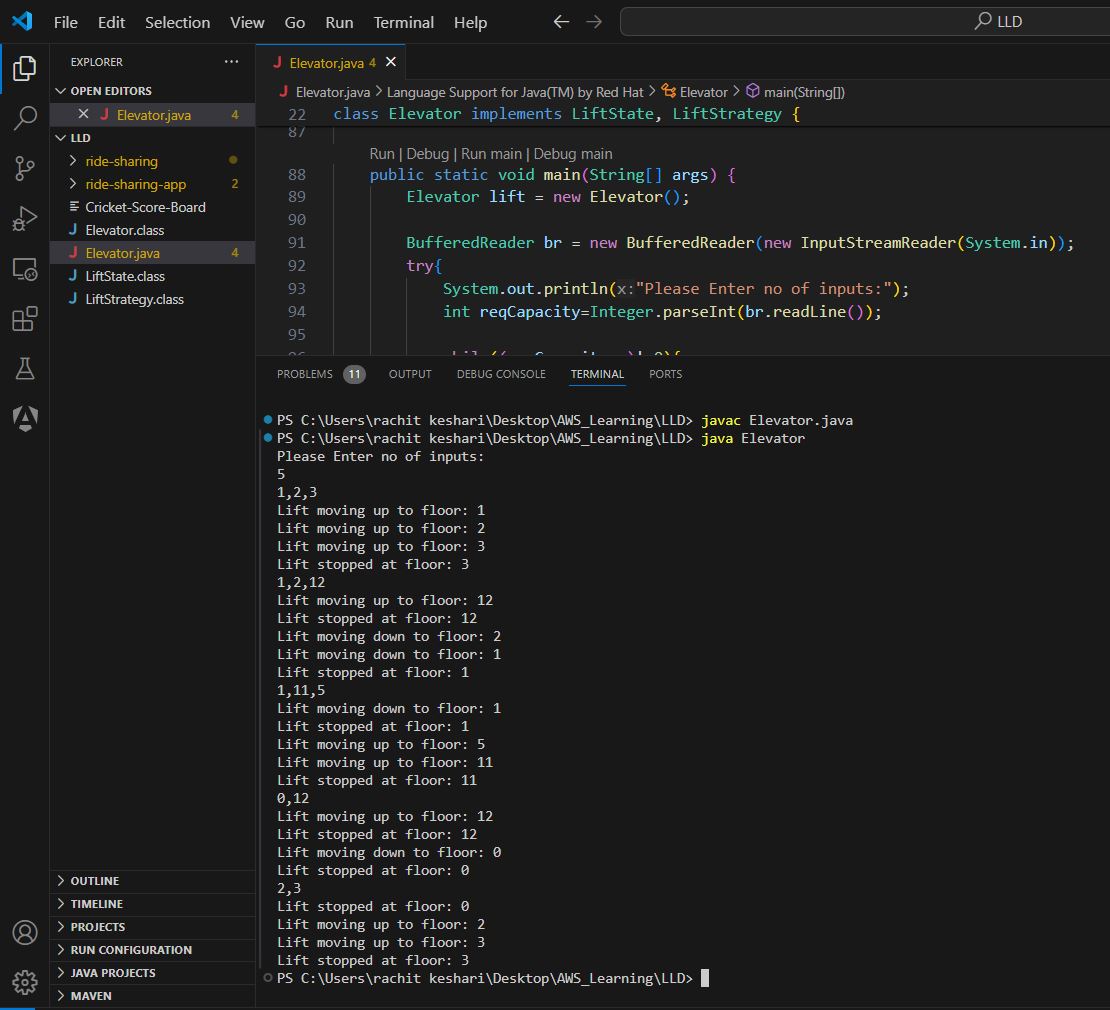 File Edit Selection View Go Run Terminal Help LLD
EXPLORER
OPEN EDITORS
Elevator.java 4
LLD
ride-sharing
ride-sharing-app 2
Cricket-Score-Board
Elevator.class
Elevator.java 4
LiftState.class
LiftStrategy.class
OUTLINE
TIMELINE
PROJECTS
RUN CONFIGURATION
JAVA PROJECTS
MAVEN
Elevator.java 4
Elevator.java > Language Support for Java(TM) by Red Hat > Elevator > main(String[])
22 class Elevator implements LiftState, LiftStrategy {
87
Run | Debug | Run main | Debug main
88 public static void main(String[] args) {
89 Elevator lift = new Elevator();
90
91 BufferedReader br = new BufferedReader(new InputStreamReader(System.in));
92 try{
93 System.out.println(x:"Please Enter no of inputs:");
94 int reqCapacity=Integer.parseInt(br.readLine());
95
PROBLEMS 11 OUTPUT DEBUG CONSOLE TERMINAL PORTS
PS C:\Users\rachit keshari\Desktop\AWS_Learning\LLD> javac Elevator.java
PS C:\Users\rachit keshari\Desktop\AWS_Learning\LLD> java Elevator
Please Enter no of inputs:
5
1,2,3
Lift moving up to floor: 1
Lift moving up to floor: 2
Lift moving up to floor: 3
Lift stopped at floor: 3
1,2,12
Lift moving up to floor: 12
Lift stopped at floor: 12
Lift moving down to floor: 2
Lift moving down to floor: 1
Lift stopped at floor: 1
1,11,5
Lift moving down to floor: 1
Lift stopped at floor: 1
Lift moving up to floor: 5
Lift moving up to floor: 11
Lift stopped at floor: 11
0,12
Lift moving up to floor: 12
Lift stopped at floor: 12
Lift moving down to floor: 0
Lift stopped at floor: 0
2,3
Lift stopped at floor: 0
Lift moving up to floor: 2
Lift moving up to floor: 3
Lift stopped at floor: 3
PS C:\Users\rachit keshari\Desktop\AWS_Learning\LLD>